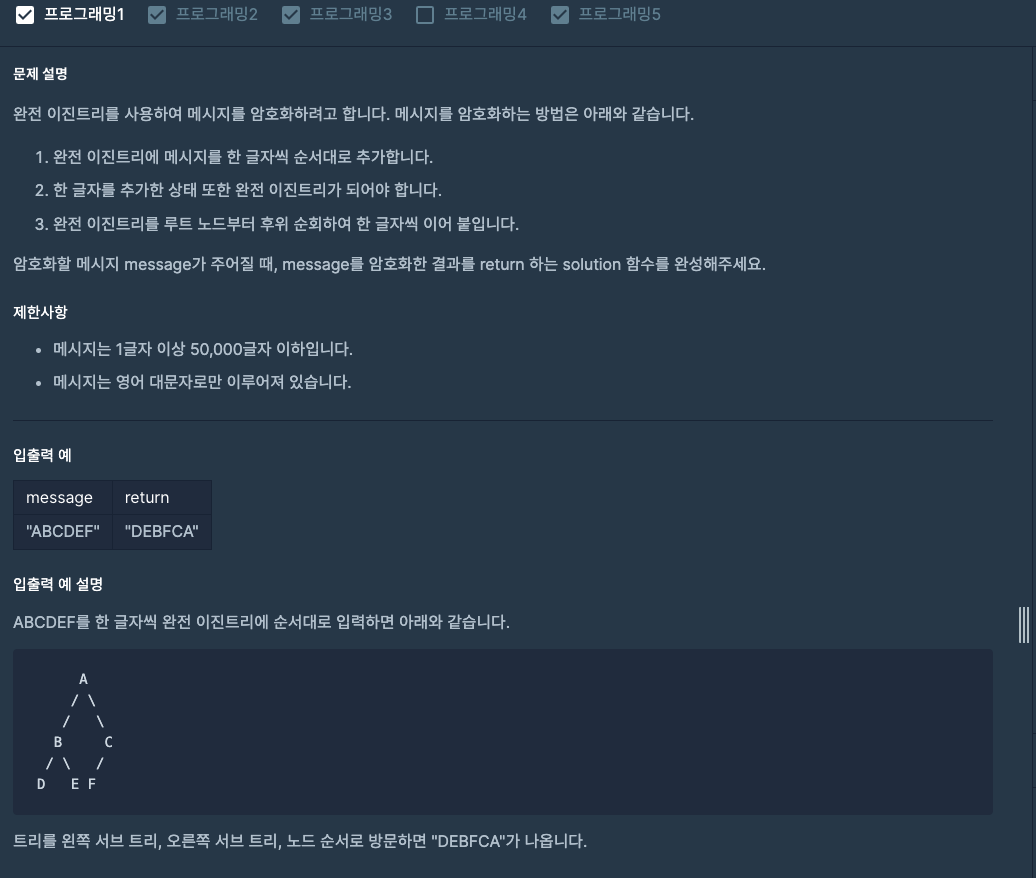 프로그래밍1 프로그래밍2 프로그래밍3 프로그래밍4 프로그래밍5
문제 설명
완전 이진트리를 사용하여 메시지를 암호화하려고 합니다. 메시지를 암호화하는 방법은 아래와 같습니다.
1. 완전 이진트리에 메시지를 한 글자씩 순서대로 추가합니다.
2. 한 글자를 추가한 상태 또한 완전 이진트리가 되어야 합니다.
3. 완전 이진트리를 루트 노드부터 후위 순회하여 한 글자씩 이어 붙입니다.
암호화할 메시지 message가 주어질 때, message를 암호화한 결과를 return 하는 solution 함수를 완성해주세요.
제한사항
• 메시지는 1글자 이상 50,000글자 이하입니다.
• 메시지는 영어 대문자로만 이루어져 있습니다.
입출력 예
message return
"ABCDEF" "DEBFCA"
입출력 예 설명
ABCDEF를 한 글자씩 완전 이진트리에 순서대로 입력하면 아래와 같습니다.
A
/ \
/ \
B C
/ \ /
D E F
트리를 왼쪽 서브 트리, 오른쪽 서브 트리, 노드 순서로 방문하면 "DEBFCA"가 나옵니다.